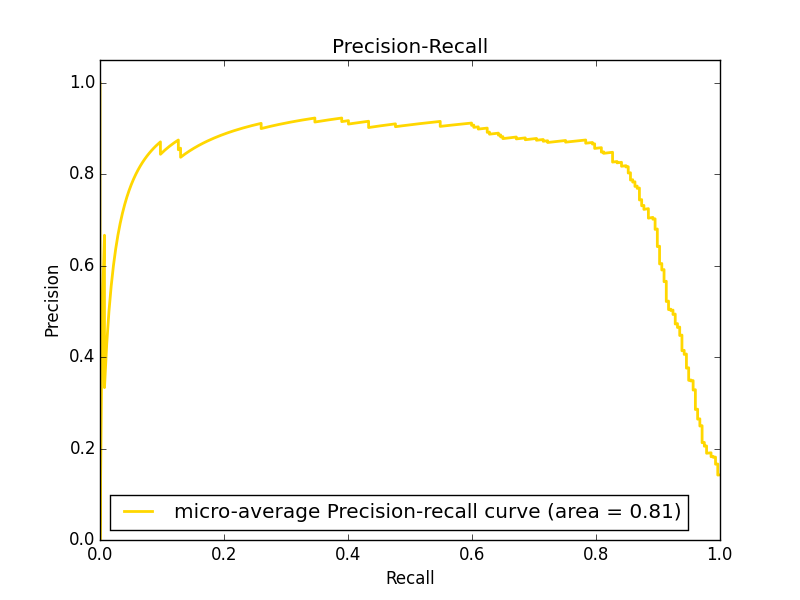 Precision-Recall
1.0
0.8
0.6
0.4
0.2
0.0
Precision
micro-average Precision-recall curve (area = 0.81)
0.0 0.2 0.4 0.6 0.8 1.0
Recall